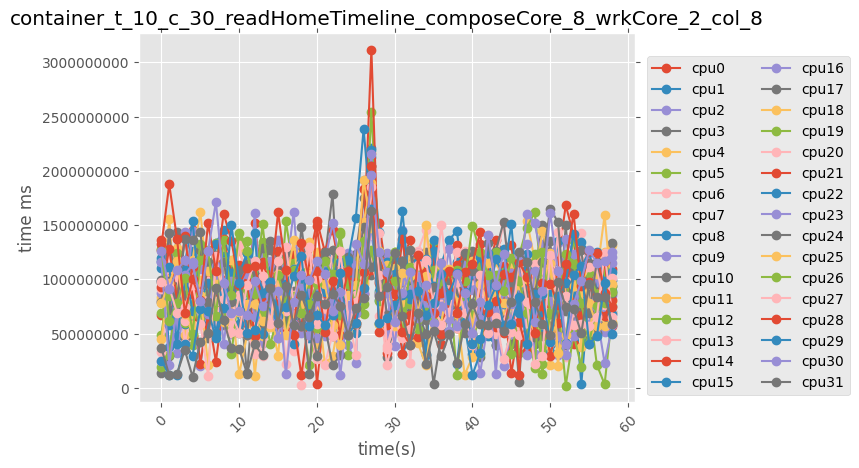 container_t_10_c_30_readHomeTimeline_composeCore_8_wrkCore_2_col_8
time ms
3000000000
2500000000
2000000000
1500000000
1000000000
500000000
0
0
10
20
30
40
50
60
time(s)
cpu0
cpu1
cpu2
cpu3
cpu4
cpu5
cpu6
cpu7
cpu8
cpu9
cpu10
cpu11
cpu12
cpu13
cpu14
cpu15
cpu16
cpu17
cpu18
cpu19
cpu20
cpu21
cpu22
cpu23
cpu24
cpu25
cpu26
cpu27
cpu28
cpu29
cpu30
cpu31